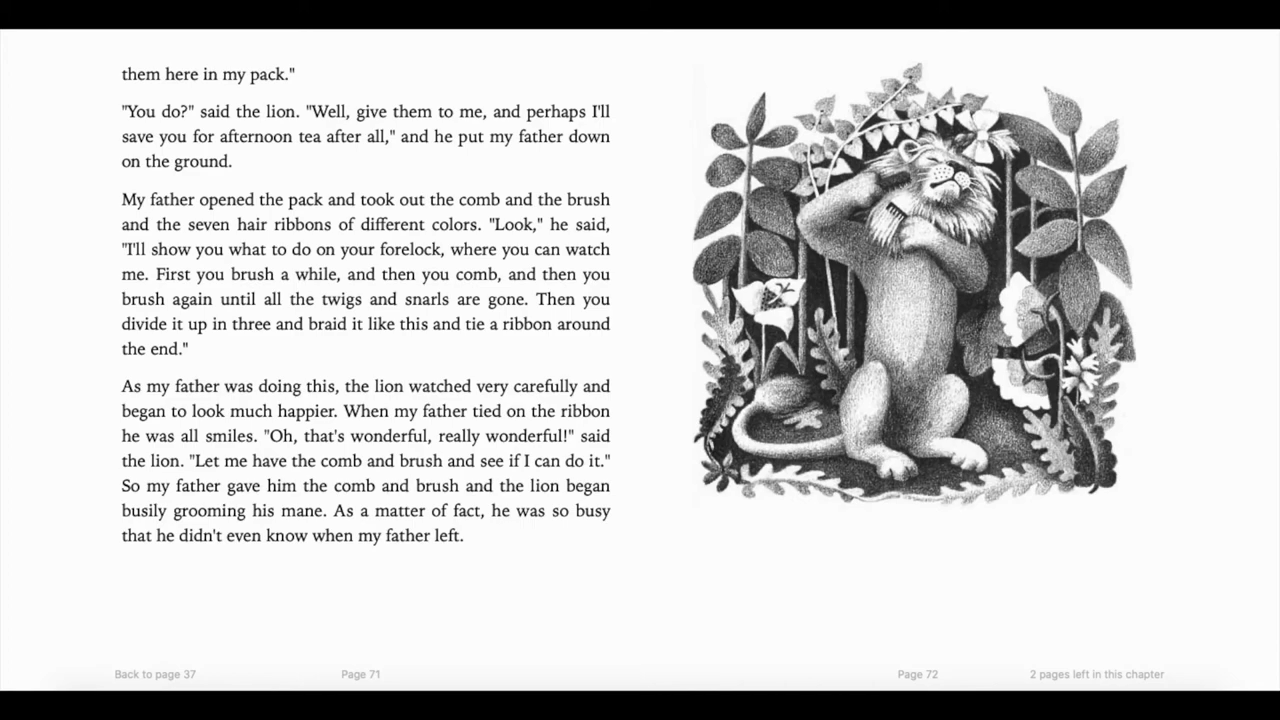 them here in my pack."
"You do?" said the lion. "Well, give them to me, and perhaps I'll
save you for afternoon tea after all," and he put my father down
on the ground.
My father opened the pack and took out the comb and the brush
and the seven hair ribbons of different colors. "Look," he said,
"I'll show you what to do on your forelock, where you can watch
me. First you brush a while, and then you comb, and then you
brush again until all the twigs and snarls are gone. Then you
divide it up in three and braid it like this and tie a ribbon around
the end."
As my father was doing this, the lion watched very carefully and
began to look much happier. When my father tied on the ribbon
he was all smiles. "Oh, that's wonderful, really wonderful!" said
the lion. "Let me have the comb and brush and see if I can do it."
So my father gave him the comb and brush and the lion began
busily grooming his mane. As a matter of fact, he was so busy
that he didn't even know when my father left.
Back to page 37
Page 71
Page 72
2 pages left in this chapter